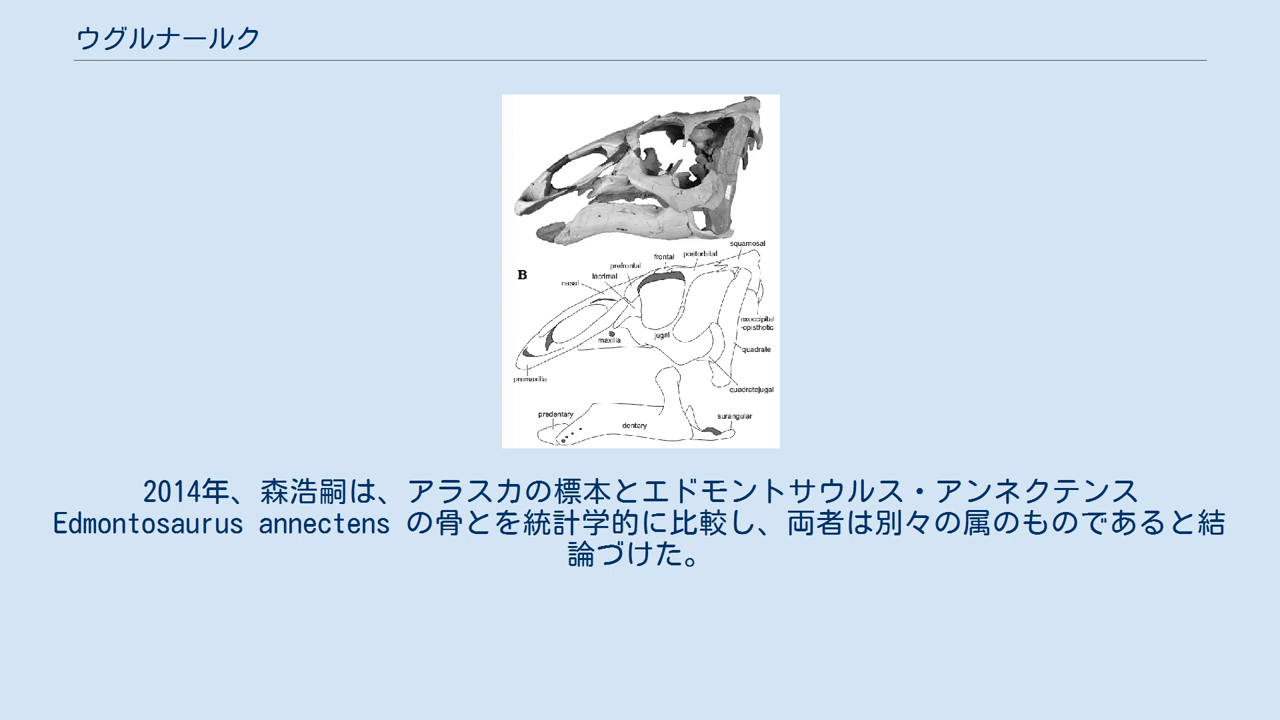 ウグルナールク
squamosal
frontal
postorbital
prefrontal
lacrimal
B
nasal
exoccipital
-opisthotic
maxilla
jugal
quadrate
premaxilla
quadratojugal
predentary
surangular
dentary
2014年、森浩嗣は、アラスカの標本とエドモントサウルス・アンネクテンス
Edmontosaurus annectens の骨とを統計学的に比較し、両者は別々の属のものであると結
論づけた。